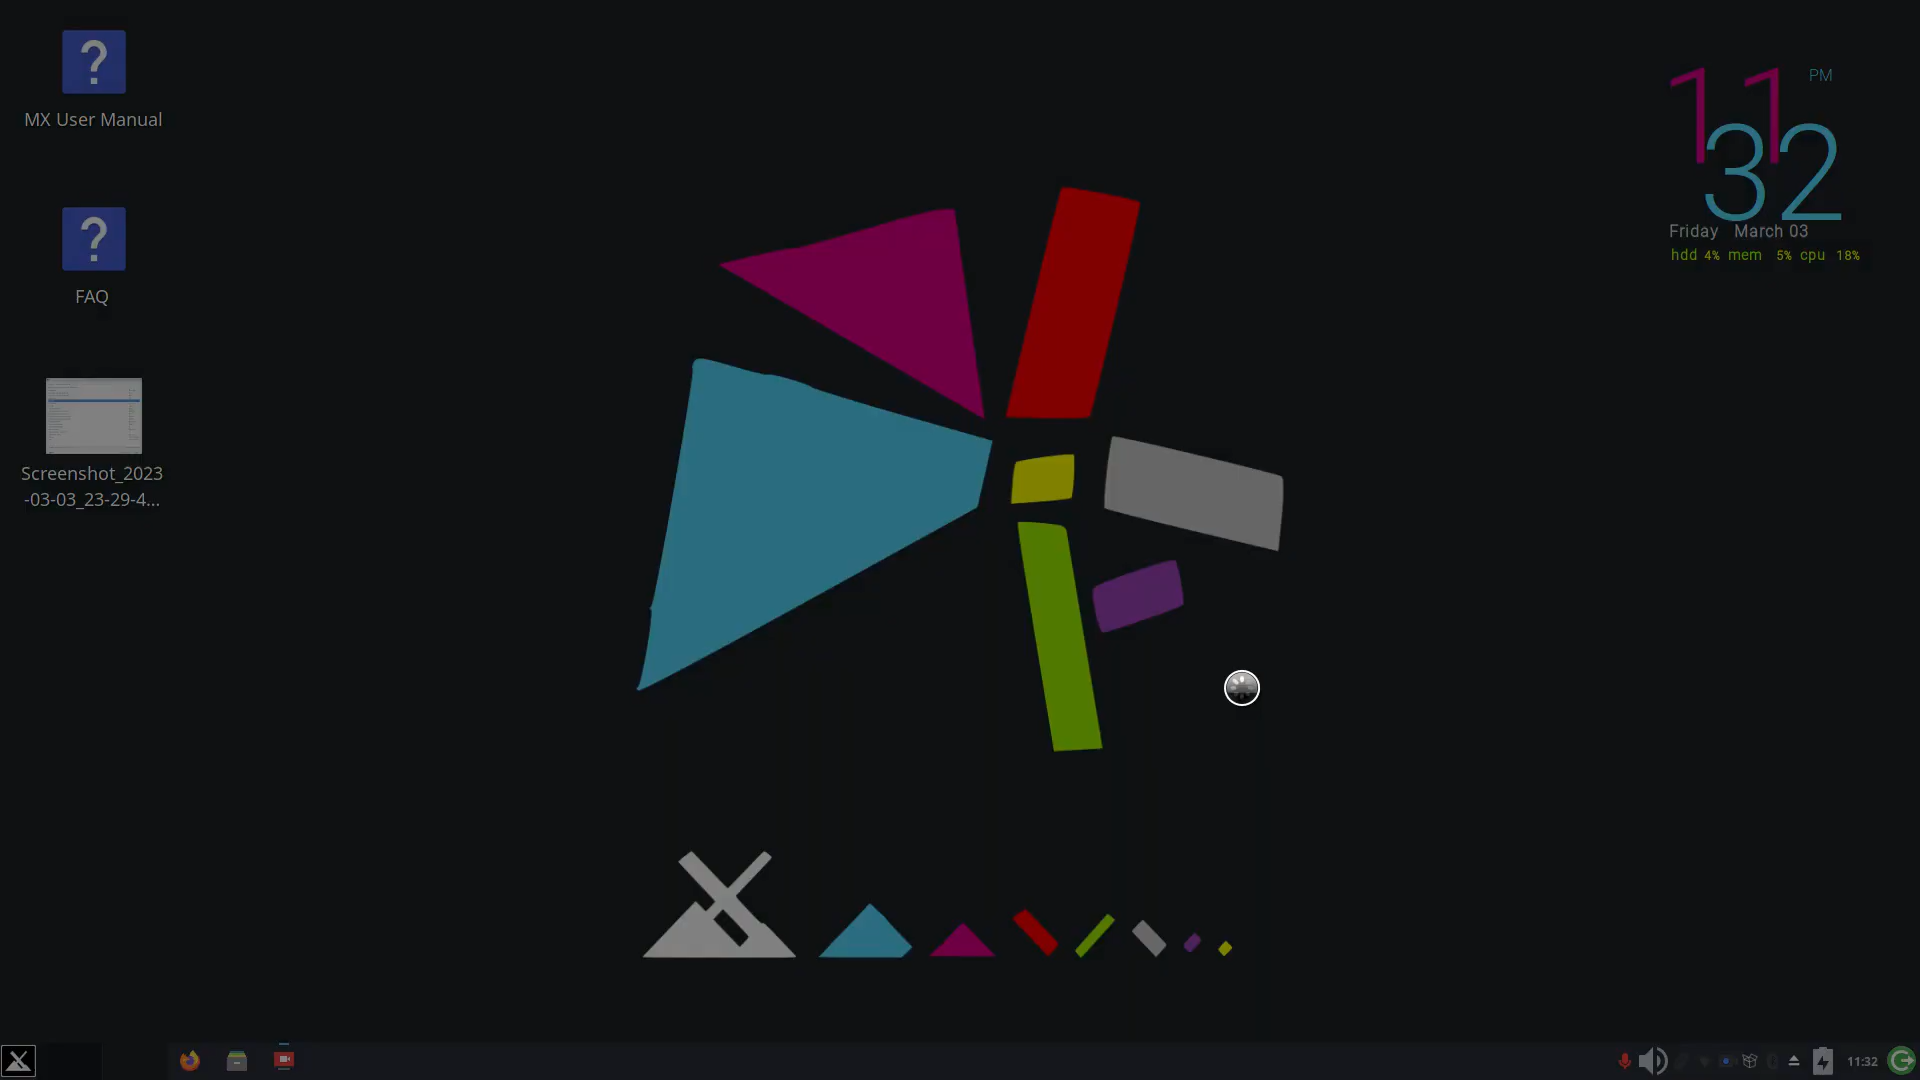 MX User Manual
FAQ
Screenshot_2023
-03-03_23-29-4...
11 PM
32
Friday March 03
hdd 4% mem 5% cpu 18%
11:32